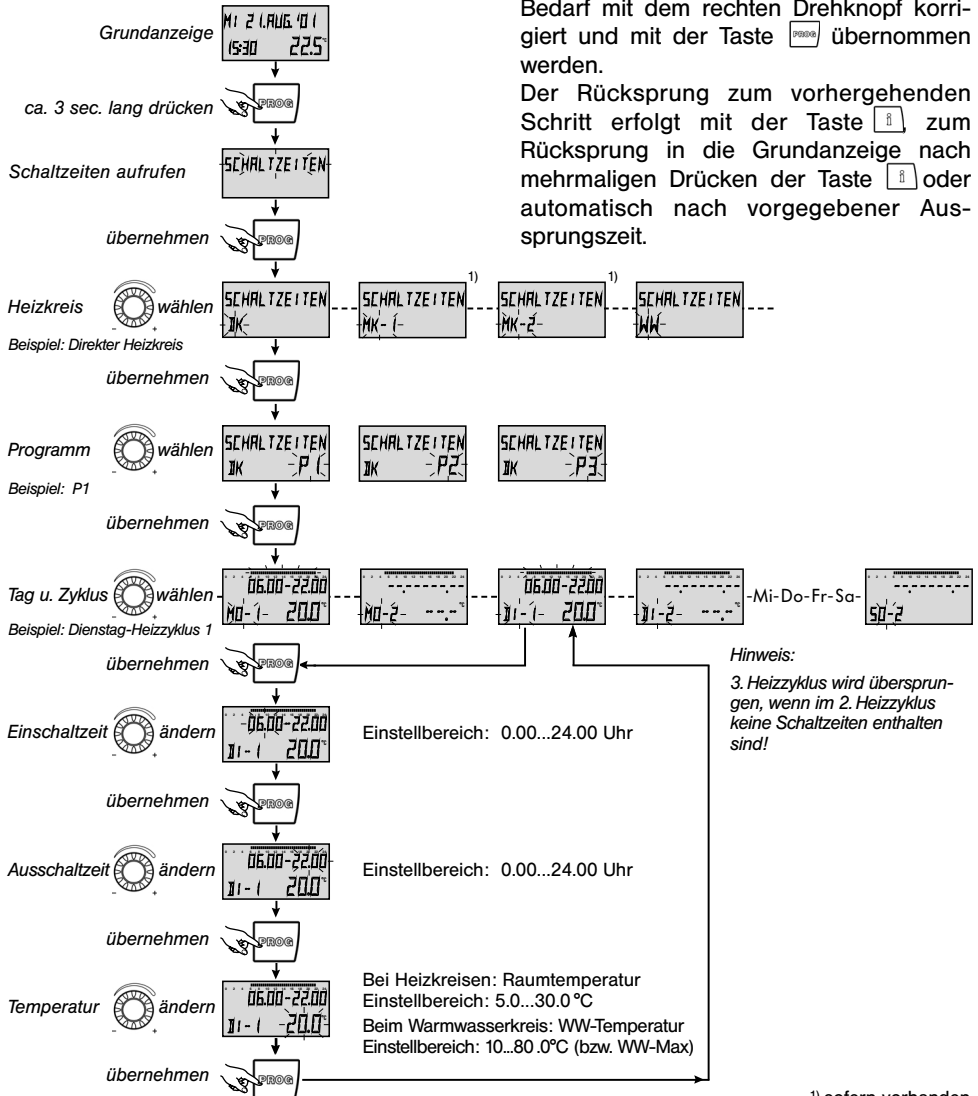 Bedarf mit dem rechten Drehknopf korri-
giert und mit der Taste PROG übernommen
werden.
Der Rücksprung zum vorhergehenden
Schritt erfolgt mit der Taste i, zum
Rücksprung in die Grundanzeige nach
mehrmaligen Drücken der Taste i oder
automatisch nach vorgegebener Aus-
sprungszeit.
Grundanzeige
MI 21.AUG.'01
15:30 22.5°
ca. 3 sec. lang drücken
PROG
Schaltzeiten aufrufen
SCHALTZEITEN
übernehmen
PROG
Heizkreis wählen
- +
Beispiel: Direkter Heizkreis
SCHALTZEITEN
DK
1)
SCHALTZEITEN
MK-1
1)
SCHALTZEITEN
MK-2
SCHALTZEITEN
WW
übernehmen
PROG
Programm wählen
- +
Beispiel: P1
SCHALTZEITEN
DK P1
SCHALTZEITEN
DK P2
SCHALTZEITEN
DK P3
übernehmen
PROG
Tag u. Zyklus wählen
- +
Beispiel: Dienstag-Heizzyklus 1
06.00-22.00
MO-1 20.0°C
--.-- - --.--
MO-2 --.-°C
06.00-22.00
DI-1 20.0°C
--.-- - --.--
DI-2 --.-°C
-Mi-Do-Fr-Sa-
--.-- - --.--
SO-2
übernehmen
PROG
Hinweis:
3. Heizzyklus wird übersprun-
gen, wenn im 2. Heizzyklus
keine Schaltzeiten enthalten
sind!
Einschaltzeit ändern
- +
06.00-22.00
DI-1 20.0°C
Einstellbereich: 0.00...24.00 Uhr
übernehmen
PROG
Ausschaltzeit ändern
- +
06.00-22.00
DI-1 20.0°C
Einstellbereich: 0.00...24.00 Uhr
übernehmen
PROG
Temperatur ändern
- +
06.00-22.00
DI-1 20.0°C
Bei Heizkreisen: Raumtemperatur
Einstellbereich: 5.0...30.0 °C
Beim Warmwasserkreis: WW-Temperatur
Einstellbereich: 10...80 .0°C (bzw. WW-Max)
übernehmen
PROG
1) sofern vorhanden